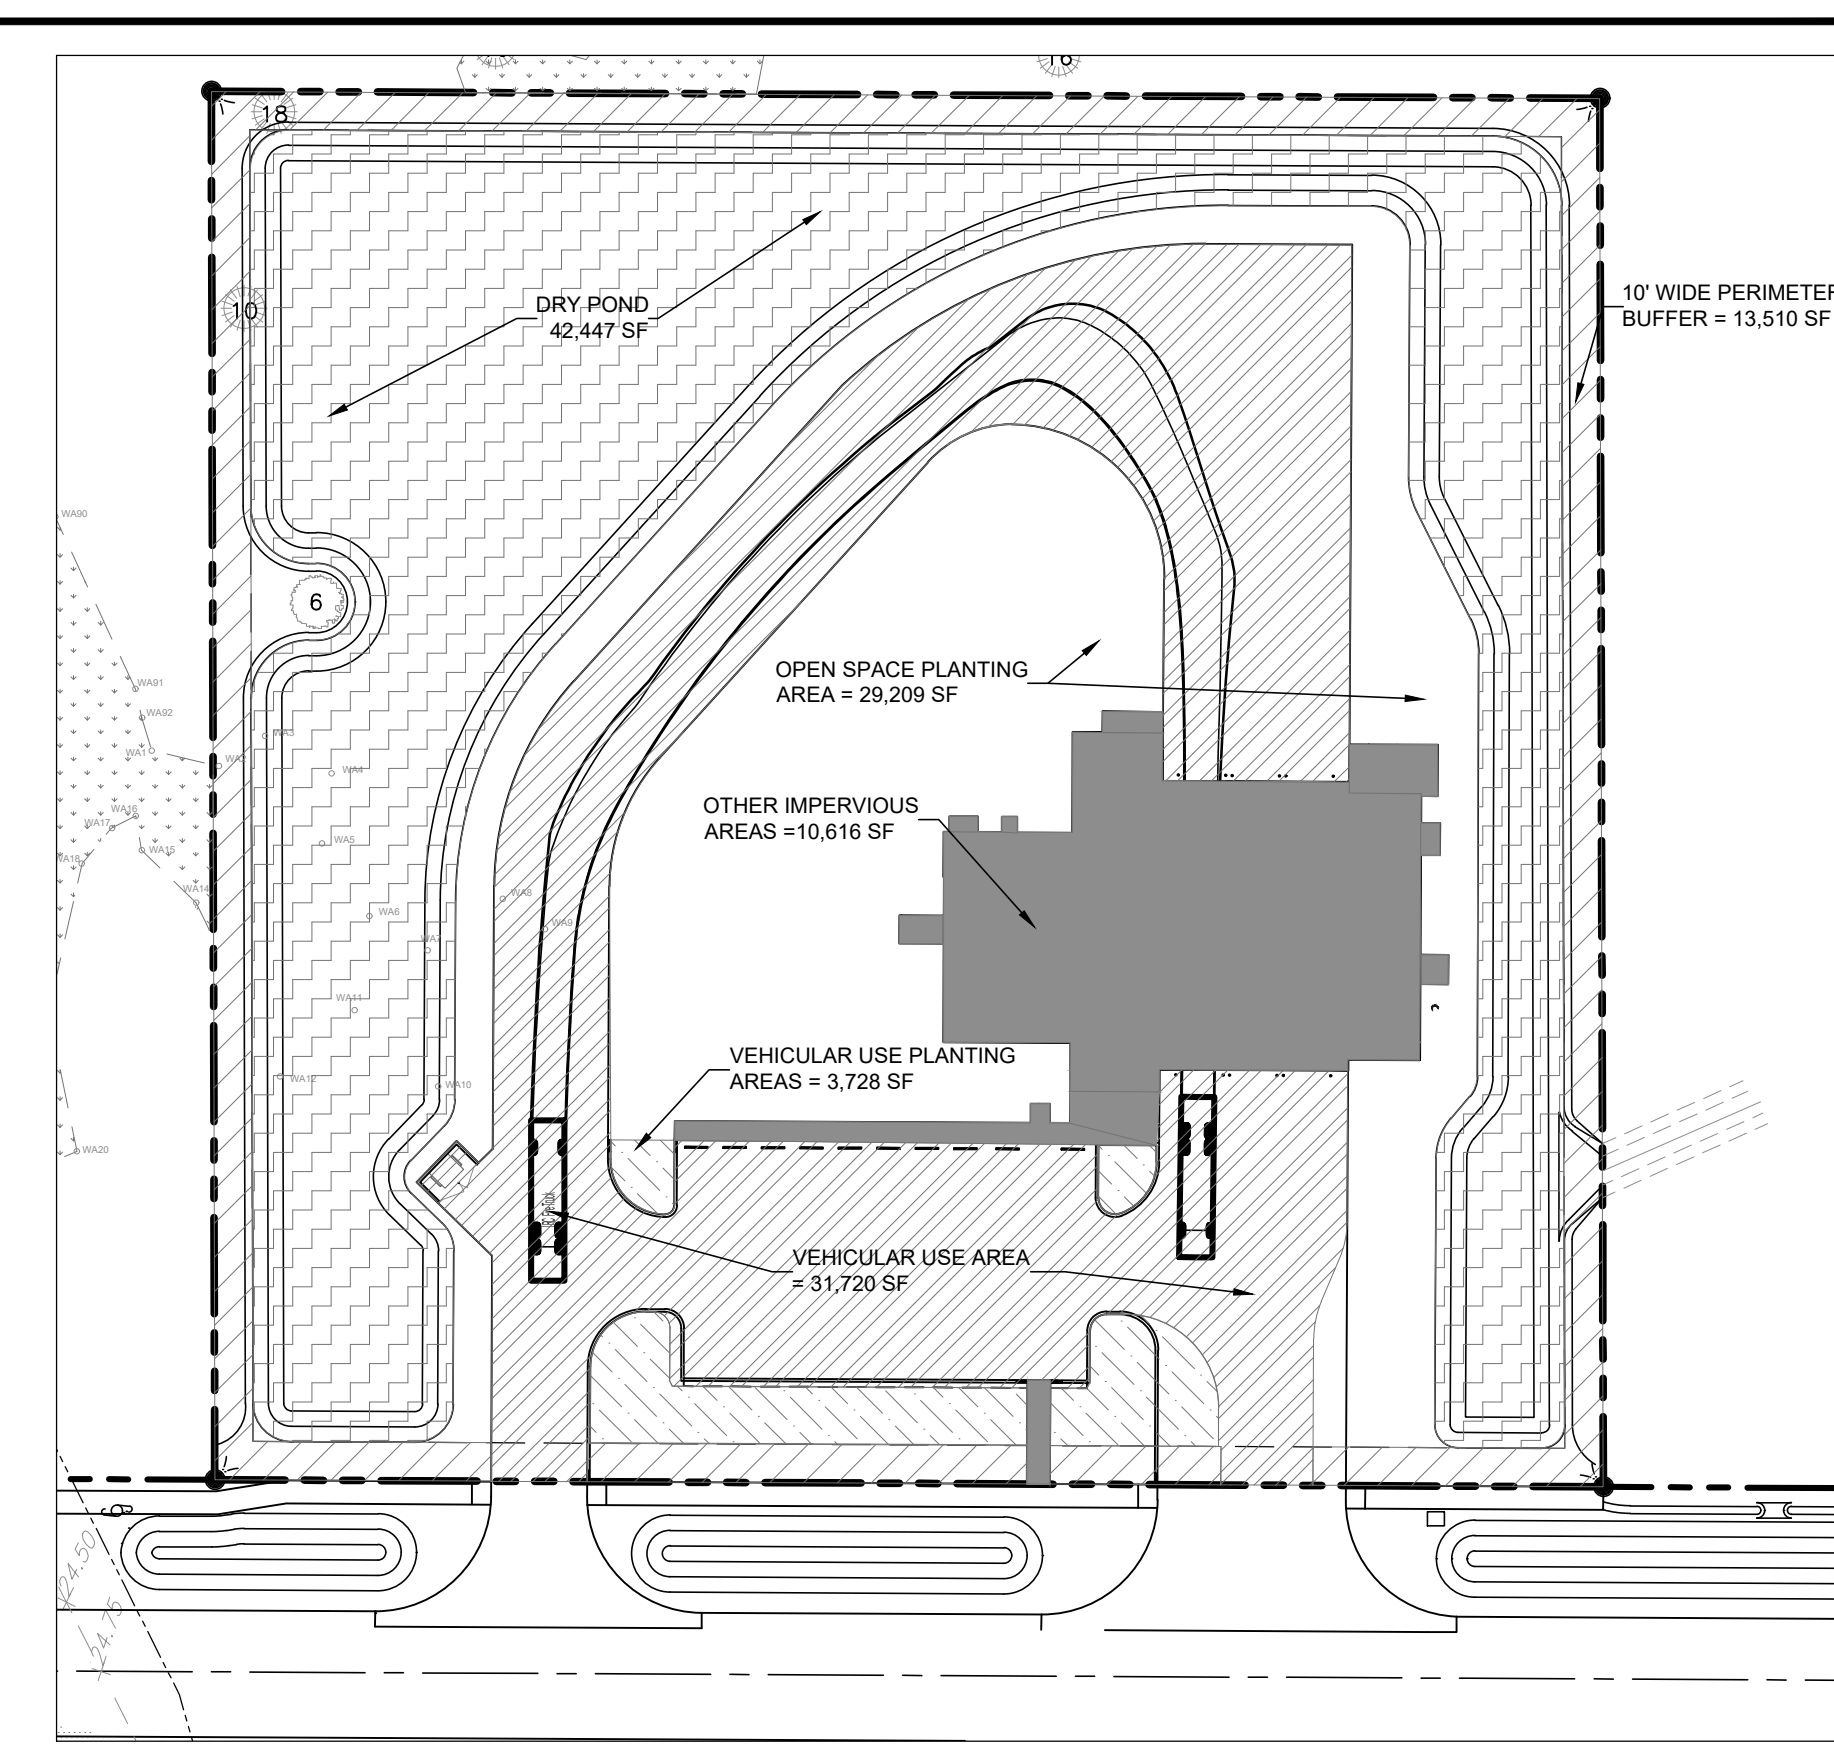 16
18
10
DRY POND
42,447 SF
10' WIDE PERIMETER
BUFFER = 13,510 SF
WA90
6
OPEN SPACE PLANTING
AREA = 29,209 SF
WA91
WA92
WA1
WA2
WA3
WA4
OTHER IMPERVIOUS
AREAS =10,616 SF
WA16
WA17
WA15
WA5
WA18
WA14
WA6
WA8
WA9
WA7
WA11
VEHICULAR USE PLANTING
AREAS = 3,728 SF
WA12
WA10
WA20
VEHICULAR USE AREA
= 31,720 SF
24.50
24.75